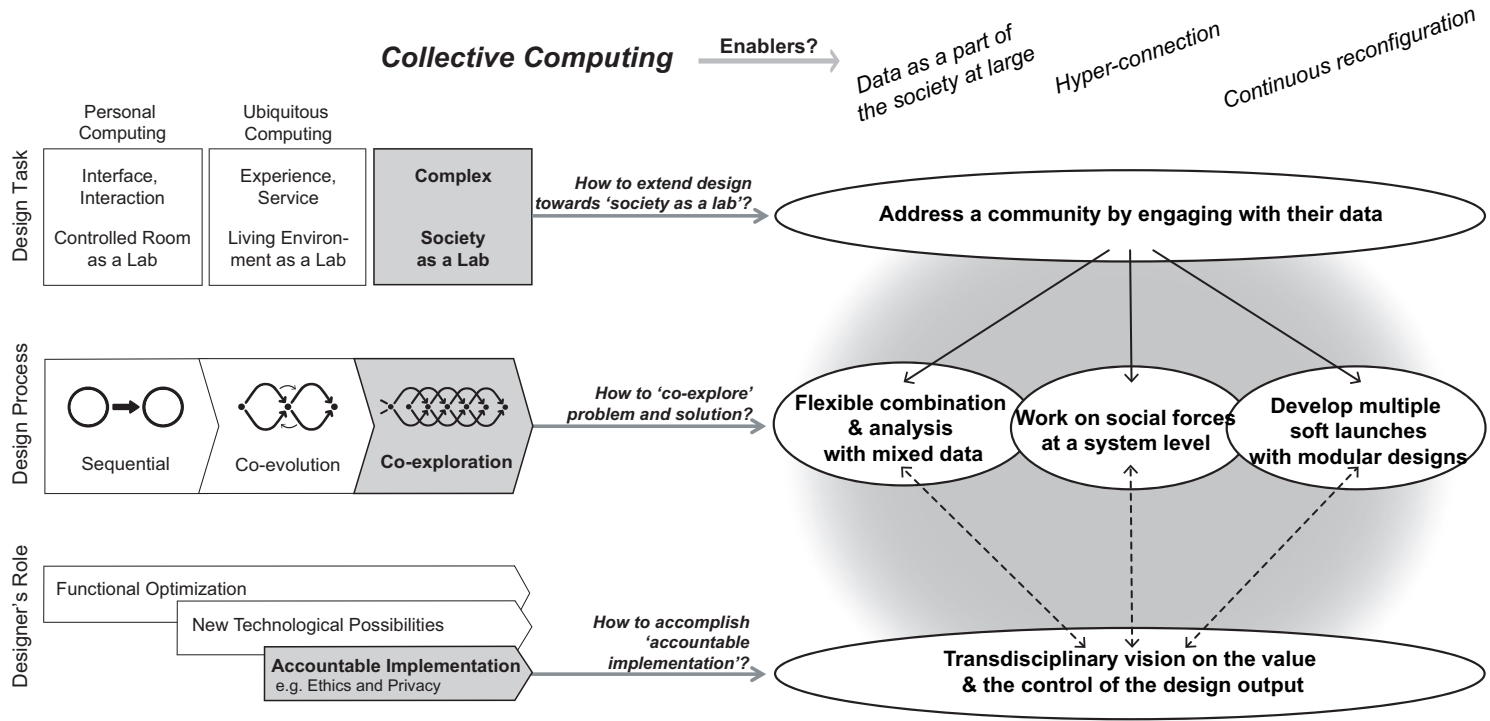 Collective Computing
Enablers?
Data as a part of
the society at large
Hyper-connection
Continuous reconfiguration
Personal
Computing
Ubiquitous
Computing
Design Task
Interface,
Interaction
Controlled Room
as a Lab
Experience,
Service
Living Environ-
ment as a Lab
Complex
Society
as a Lab
How to extend design
towards ‘society as a lab’?
Address a community by engaging with their data
Design Process
Sequential
Co-evolution
Co-exploration
How to ‘co-explore’
problem and solution?
Flexible combination
& analysis
with mixed data
Work on social forces
at a system level
Develop multiple
soft launches
with modular designs
Designer’s Role
Functional Optimization
New Technological Possibilities
Accountable Implementation
e.g. Ethics and Privacy
How to accomplish
‘accountable
implementation’?
Transdisciplinary vision on the value
& the control of the design output